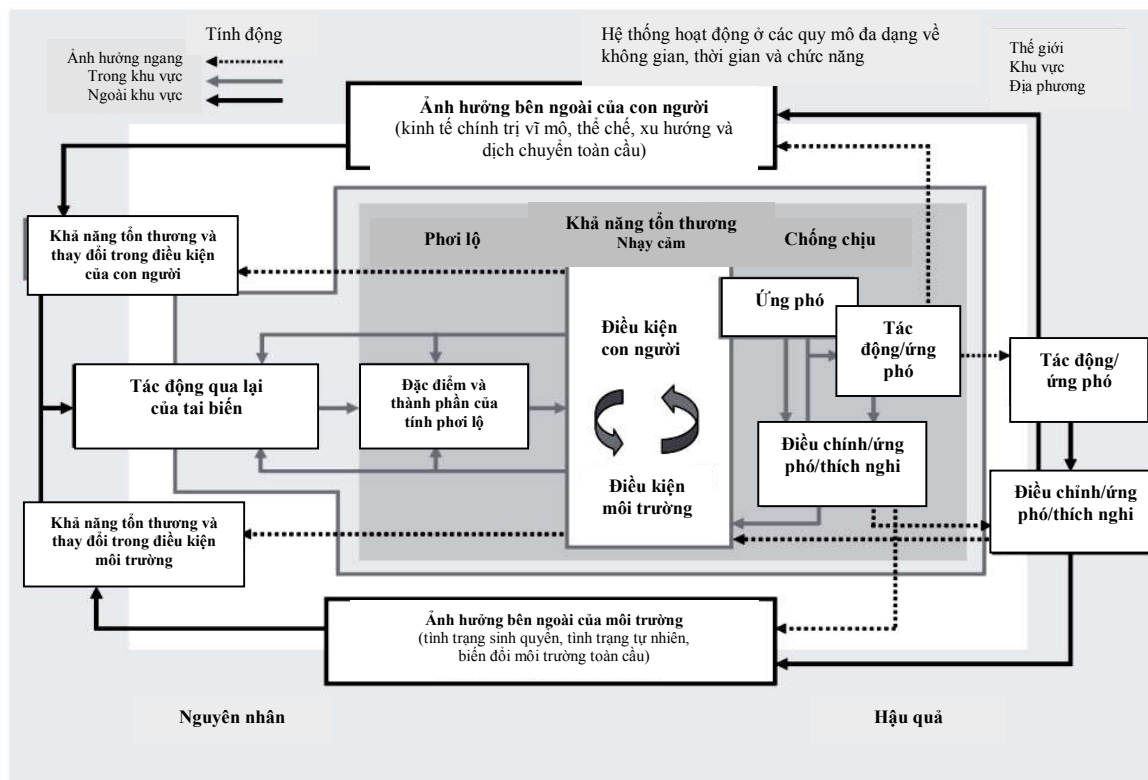 Tính động
Ảnh hưởng ngang
Trong khu vực
Ngoài khu vực
Hệ thống hoạt động ở các quy mô đa dạng về
không gian, thời gian và chức năng
Thế giới
Khu vực
Địa phương
Ảnh hưởng bên ngoài của con người
(kinh tế chính trị vĩ mô, thể chế, xu hướng và
dịch chuyển toàn cầu)
Khả năng tổn thương và
thay đổi trong điều kiện
của con người
Phơi lộ
Khả năng tổn thương
Nhạy cảm
Chống chịu
Ứng phó
Điều kiện
con người
Tác
động/ứng
phó
Tác động/
ứng phó
Tác động qua lại
của tai biến
Đặc điểm và
thành phần của
tính phơi lộ
Điều chính/ứng
phó/thích nghi
Điều kiện
môi trường
Điều chỉnh/ứng
phó/thích nghi
Khả năng tổn thương và
thay đổi trong điều kiện
môi trường
Ảnh hưởng bên ngoài của môi trường
(tình trạng sinh quyển, tình trạng tự nhiên,
biến đổi môi trường toàn cầu)
Nguyên nhân
Hậu quả